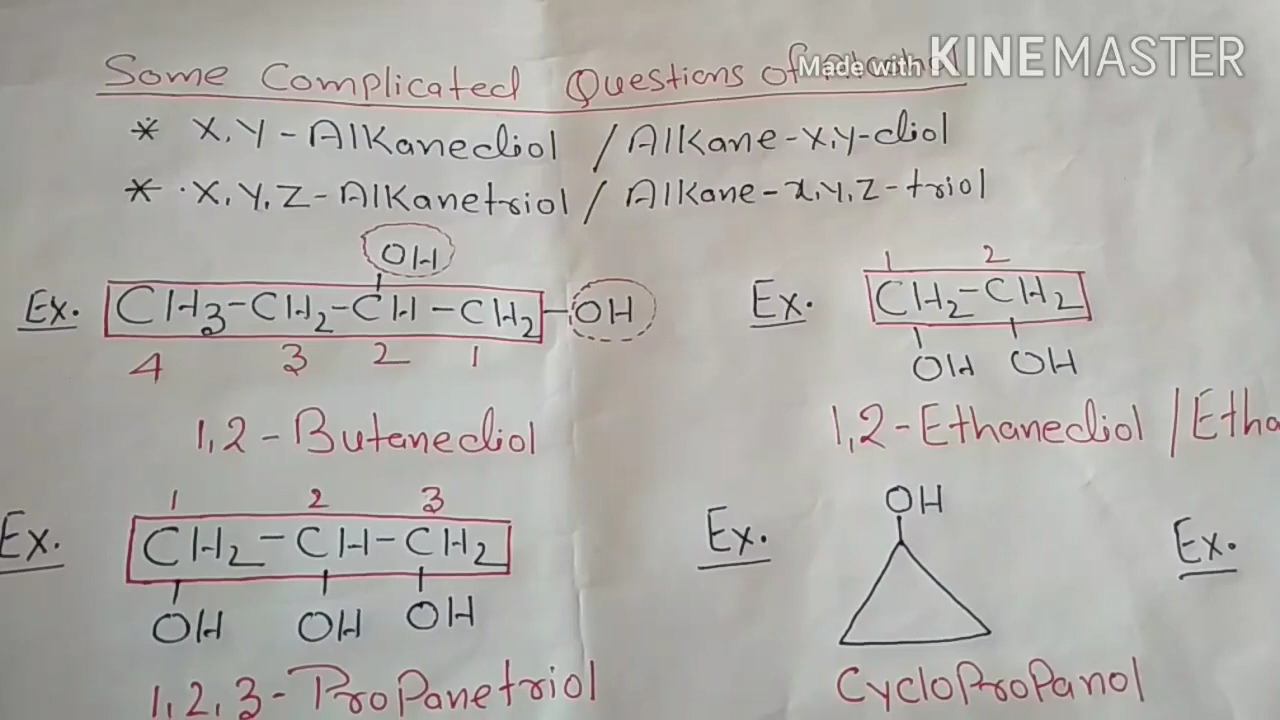 Some Complicated Questions of
Made with KINEMASTER
* X,Y-Alkanediol / Alkane-x,y-diol
* .X,Y,Z-Alkanetriol / Alkane-x,y,z-triol
OH
Ex. CH3-CH2-CH-CH2-OH
4 3 2 1
1,2-Butanediol
1 2
Ex. CH2-CH2
OH OH
1,2-Ethanediol / Etha
1 2 3
Ex. CH2-CH-CH2
OH OH OH
1,2,3-Propanetriol
OH
Ex.
Cyclopropanol
Ex.